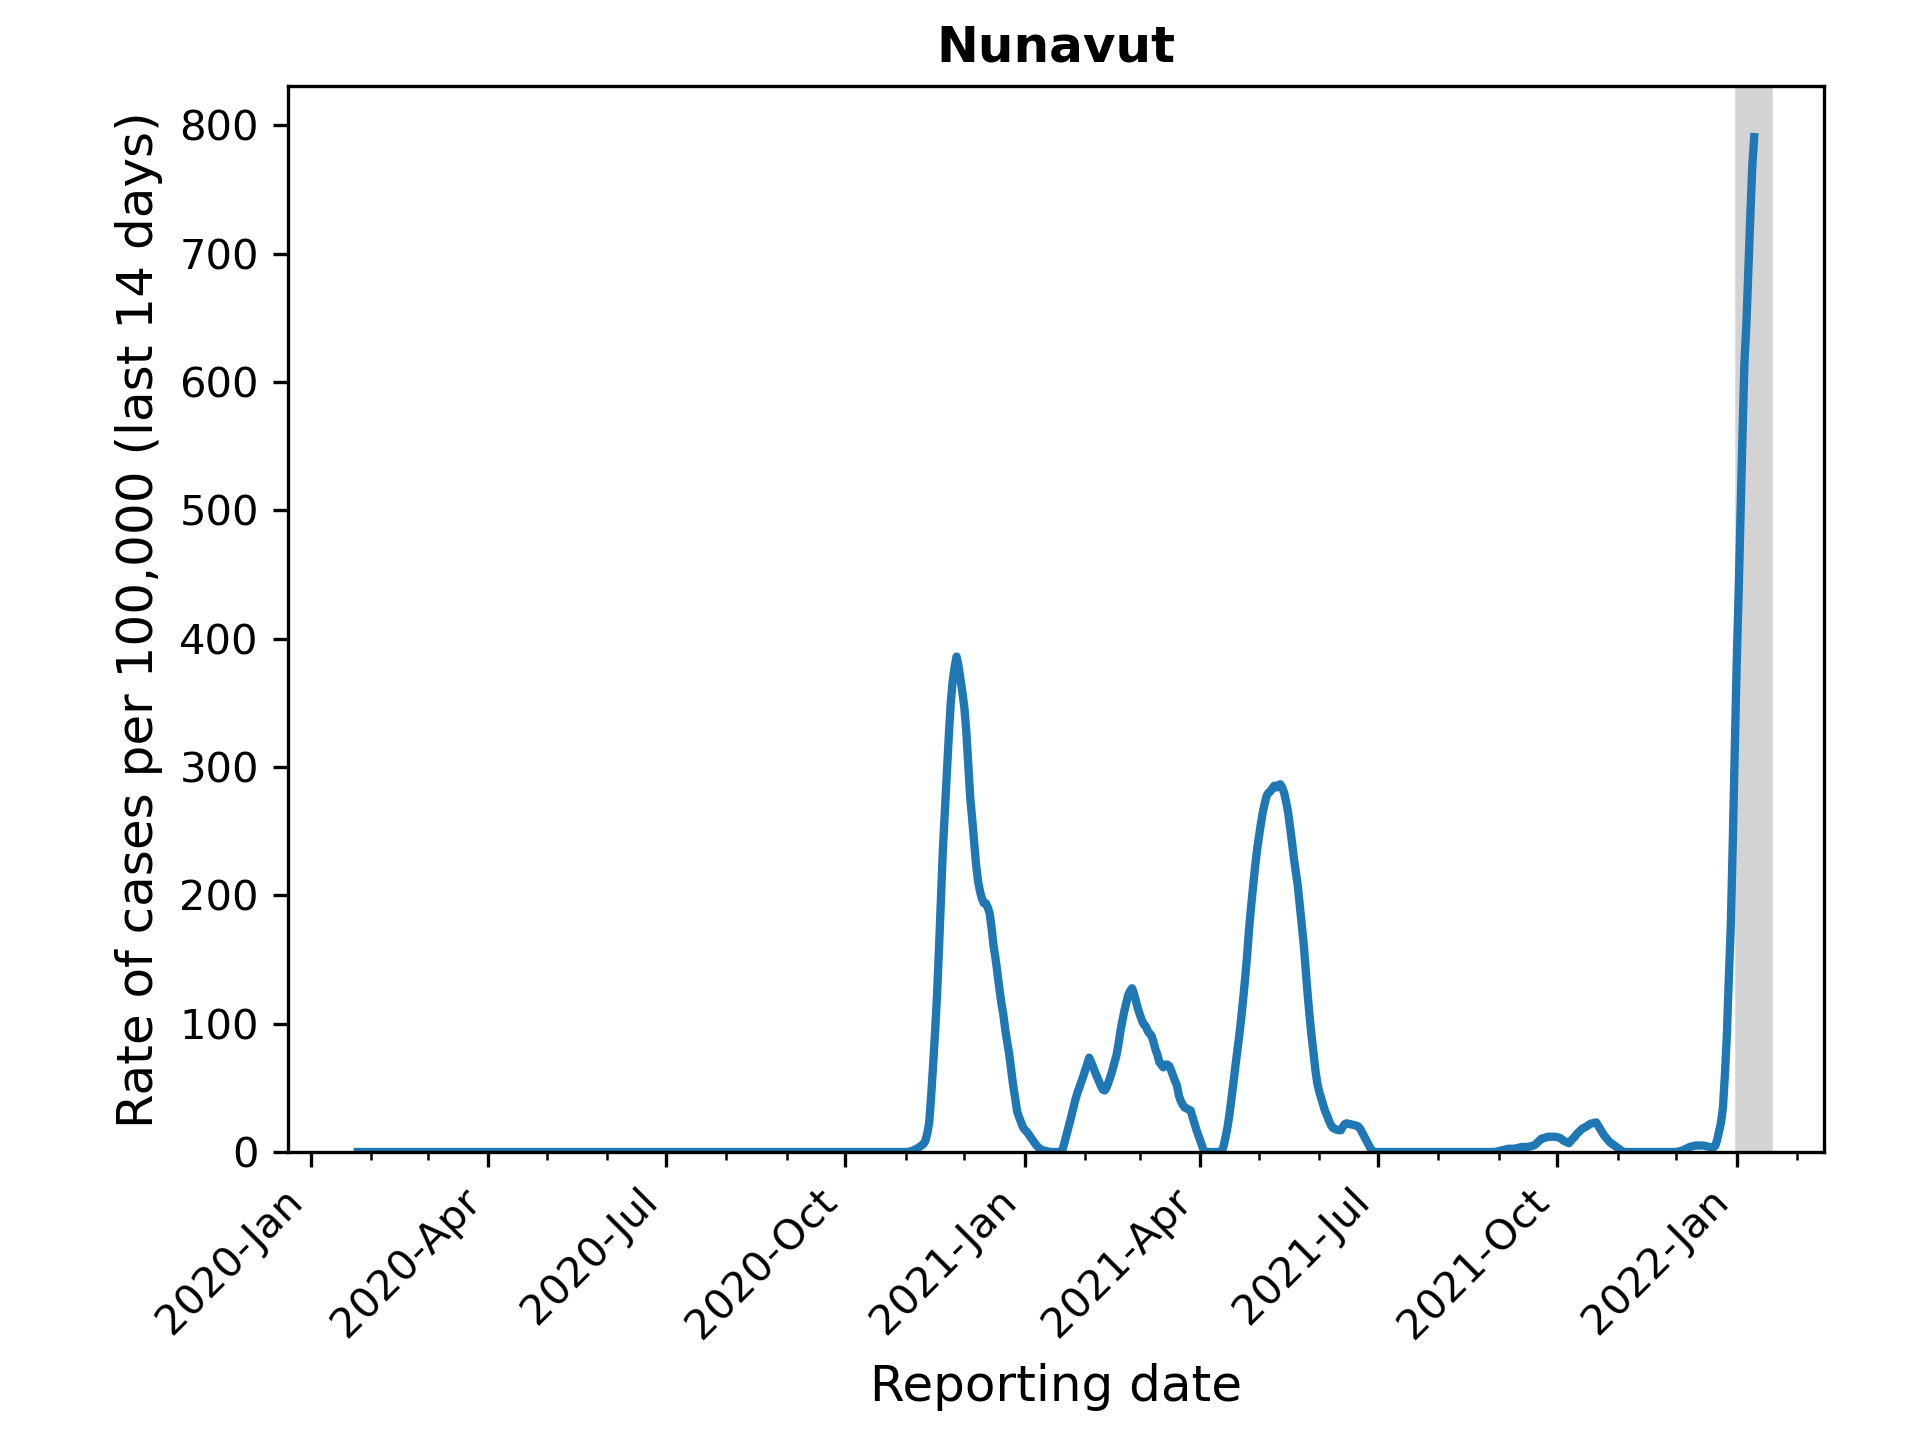 Nunavut
Rate of cases per 100,000 (last 14 days)
800
700
600
500
400
300
200
100
0
2020-Jan
2020-Apr
2020-Jul
2020-Oct
2021-Jan
2021-Apr
2021-Jul
2021-Oct
2022-Jan
Reporting date